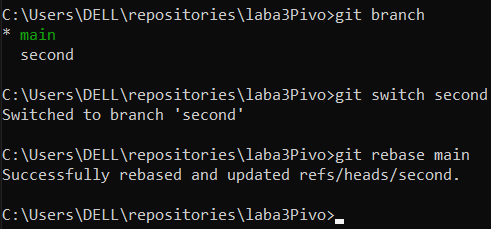 C:\Users\DELL\repositories\laba3Pivo>git branch
* main
  second
C:\Users\DELL\repositories\laba3Pivo>git switch second
Switched to branch 'second'
C:\Users\DELL\repositories\laba3Pivo>git rebase main
Successfully rebased and updated refs/heads/second.
C:\Users\DELL\repositories\laba3Pivo>